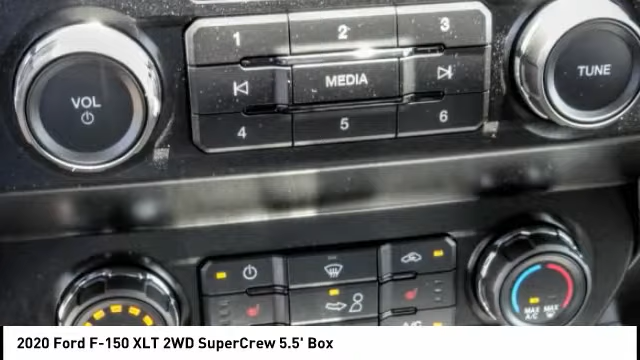 1 2 3
VOL MEDIA TUNE
4 5 6
MAX MAX
A/C
A/C
2020 Ford F-150 XLT 2WD SuperCrew 5.5' Box